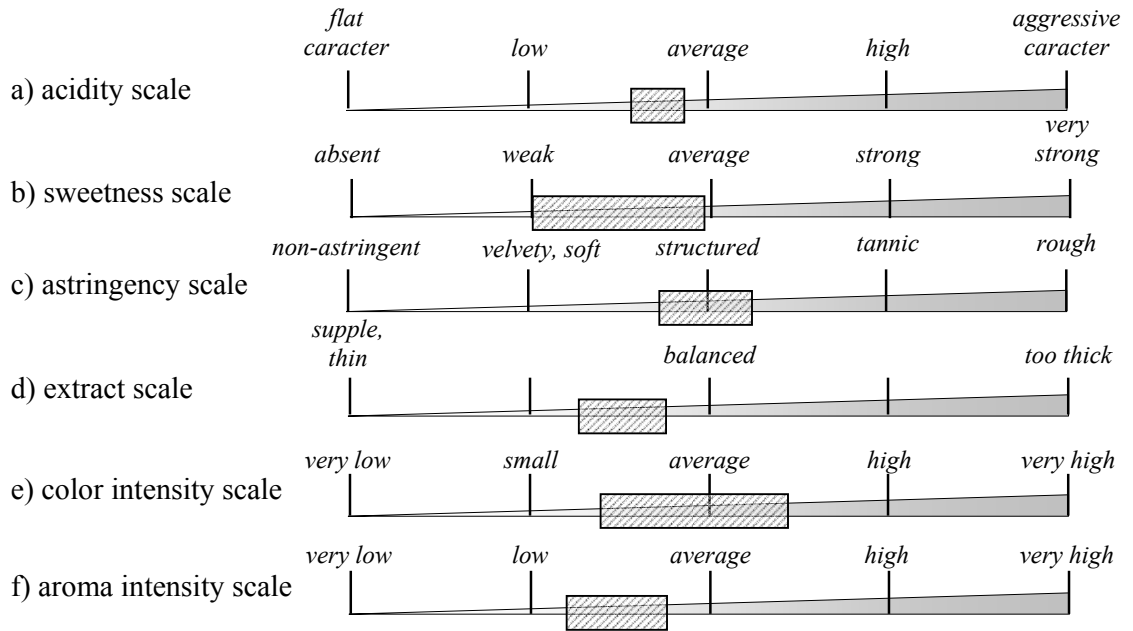 flat aggressive
caracter low average high caracter
a) acidity scale
very
absent weak average strong strong
b) sweetness scale
non-astringent velvety, soft structured tannic rough
c) astringency scale
supple,
thin balanced too thick
d) extract scale
very low small average high very high
e) color intensity scale
very low low average high very high
f) aroma intensity scale